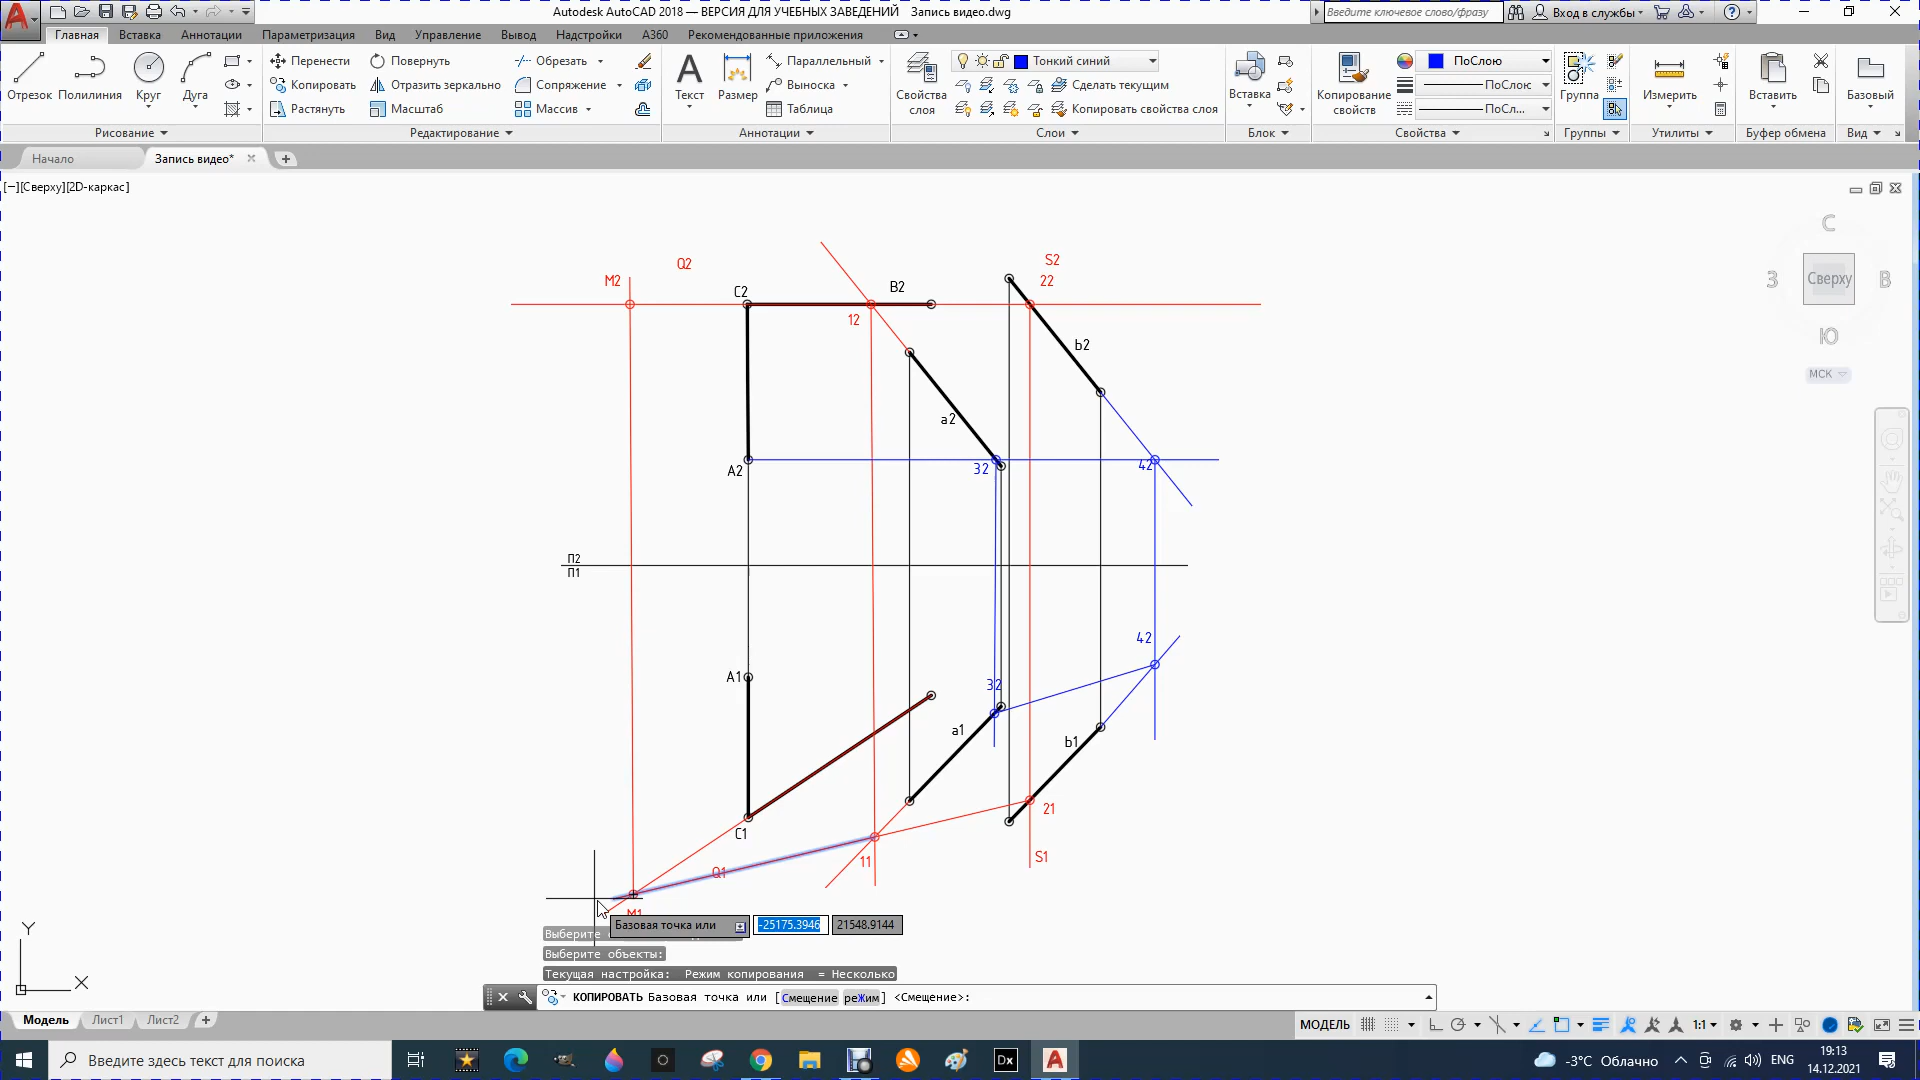 Autodesk AutoCAD 2018 — ВЕРСИЯ ДЛЯ УЧЕБНЫХ ЗАВЕДЕНИЙ Запись видео.dwg
Введите ключевое слово/фразу
Вход в службы
Главная Вставка Аннотации Параметризация Вид Управление Вывод Надстройки A360 Рекомендованные приложения
Отрезок Полилиния Круг Дуга
Рисование
Перенести Повернуть Обрезать
Копировать Отразить зеркально Сопряжение
Растянуть Масштаб Массив
Редактирование
Текст Размер
Параллельный
Выноска
Таблица
Аннотации
Свойства слоя
Тонкий синий
Сделать текущим
Копировать свойства слоя
Слои
Вставка
Блок
Копирование свойств
ПоСлою
ПоСлою
ПоСл...
Свойства
Группа
Группы
Измерить
Утилиты
Вставить
Буфер обмена
Базовый
Вид
Начало Запись видео*
[−][Сверху][2D-каркас]
С
З Сверху В
Ю
МСК
M2 Q2 S2
22
C2 B2
12
b2
a2
A2 32 42
П2
П1
42
A1 32
a1 b1
21
C1
11 S1
Q1
M1
Базовая точка или -25175.3946 21548.9144
Выберите
Выберите объекты:
Текущая настройка: Режим копирования = Несколько
КОПИРОВАТЬ Базовая точка или [Смещение реЖим] <Смещение>:
Y
X
Модель Лист1 Лист2
МОДЕЛЬ 1:1
Введите здесь текст для поиска
Dx
-3°C Облачно
ENG
19:13
14.12.2021